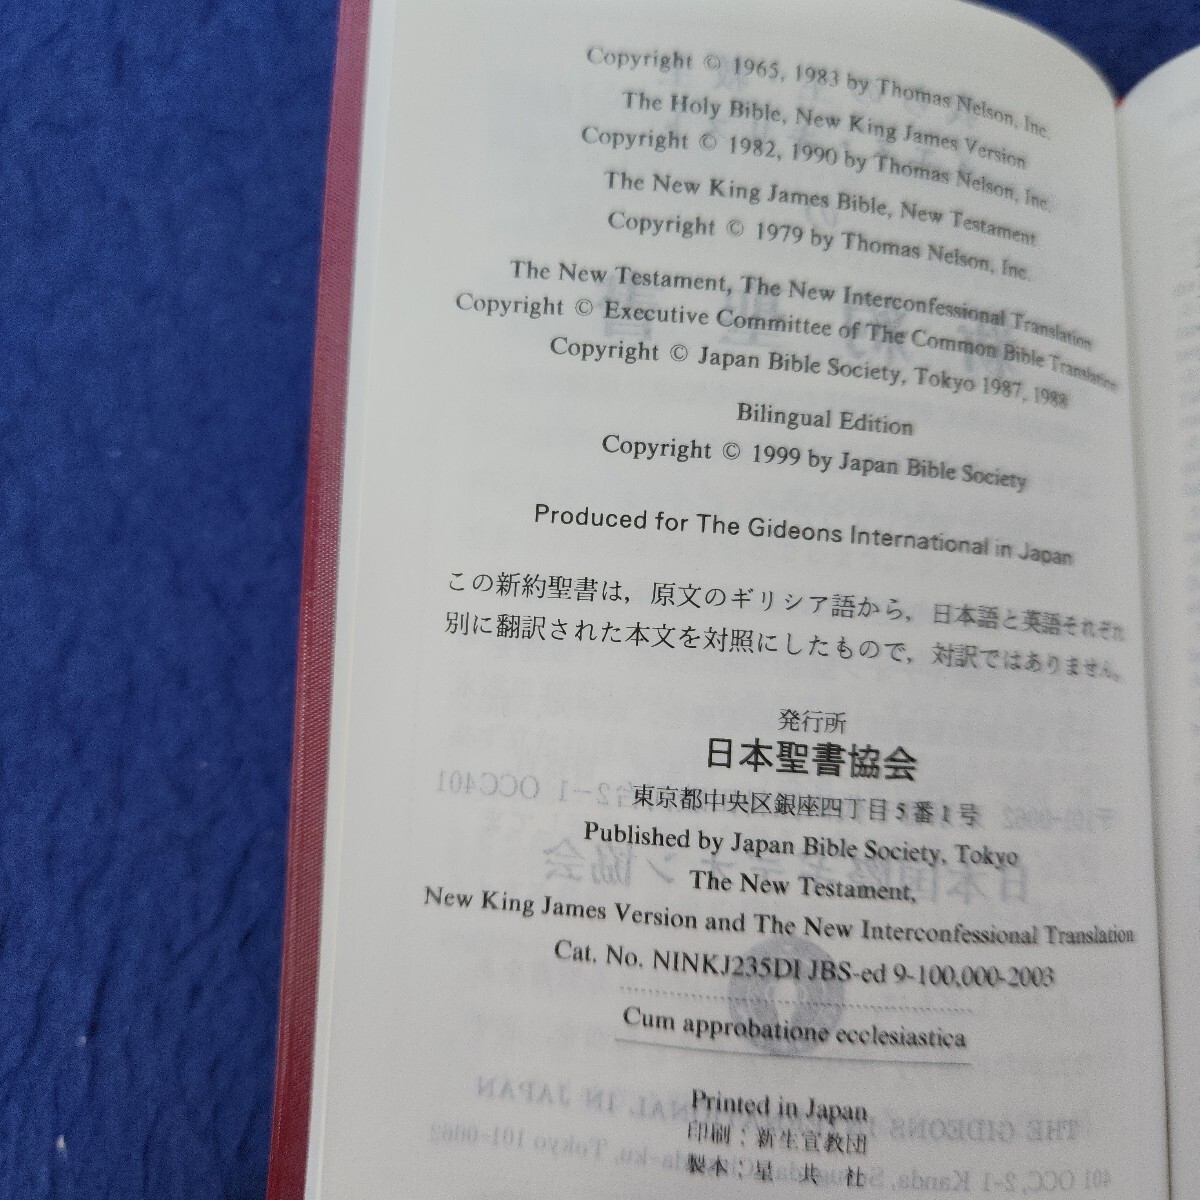 Copyright © 1965, 1983 by Thomas Nelson, Inc.
The Holy Bible, New King James Version
Copyright © 1982, 1990 by Thomas Nelson, Inc.
The New King James Bible, New Testament
Copyright © 1979 by Thomas Nelson, Inc.
The New Testament, The New Interconfessional Translation
Copyright © Executive Committee of The Common Bible Translation
Copyright © Japan Bible Society, Tokyo 1987, 1988
Bilingual Edition
Copyright © 1999 by Japan Bible Society
Produced for The Gideons International in Japan
この新約聖書は，原文のギリシア語から，日本語と英語それぞれ
別に翻訳された本文を対照にしたもので，対訳ではありません。
発行所
日本聖書協会
東京都中央区銀座四丁目5番1号
Published by Japan Bible Society, Tokyo
The New Testament,
New King James Version and The New Interconfessional Translation
Cat. No. NINKJ235DI JBS-ed 9-100,000-2003
Cum approbatione ecclesiastica
Printed in Japan
印刷：新生宣教団
製本：星共社